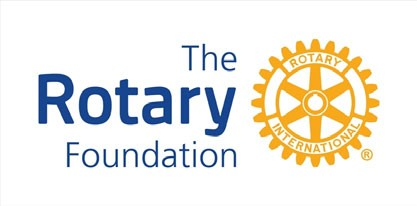 The
Rotary
Foundation
ROTARY
INTERNATIONAL
®